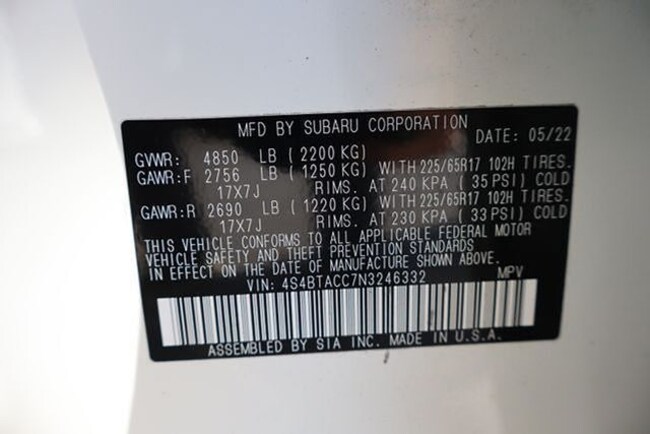 MFD BY SUBARU CORPORATION DATE: 05/22
GVWR: 4850 LB ( 2200 KG)
GAWR:F 2756 LB ( 1250 KG) WITH 225/65R17 102H TIRES.
17X7J RIMS. AT 240 KPA ( 35 PSI) COLD
GAWR:R 2690 LB ( 1220 KG) WITH 225/65R17 102H TIRES.
17X7J RIMS. AT 230 KPA ( 33 PSI) COLD
THIS VEHICLE CONFORMS TO ALL APPLICABLE FEDERAL MOTOR
VEHICLE SAFETY AND THEFT PREVENTION STANDARDS
IN EFFECT ON THE DATE OF MANUFACTURE SHOWN ABOVE.
VIN: 4S4BTACC7N3246332 MPV
ASSEMBLED BY SIA INC. MADE IN U.S.A.